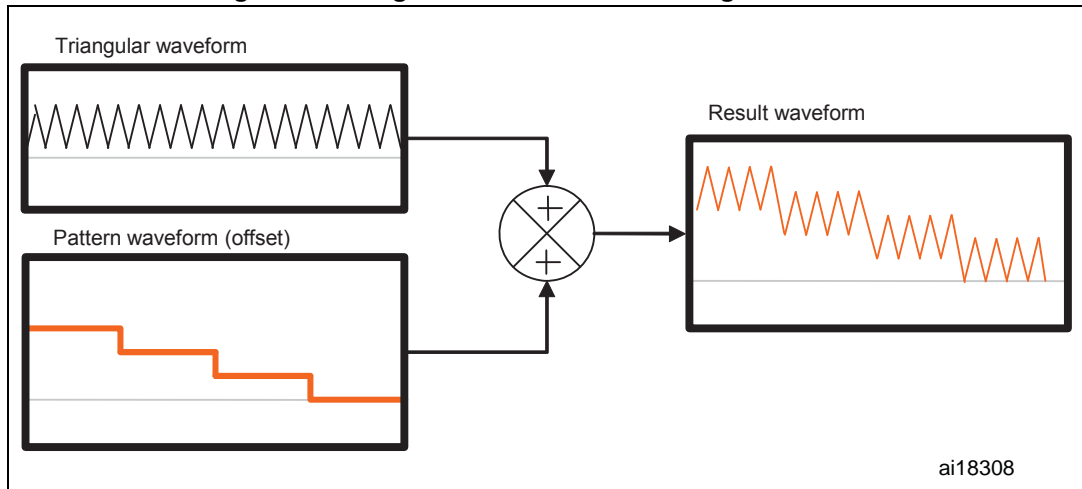 Triangular waveform
Result waveform
Pattern waveform (offset)
+
+
ai18308